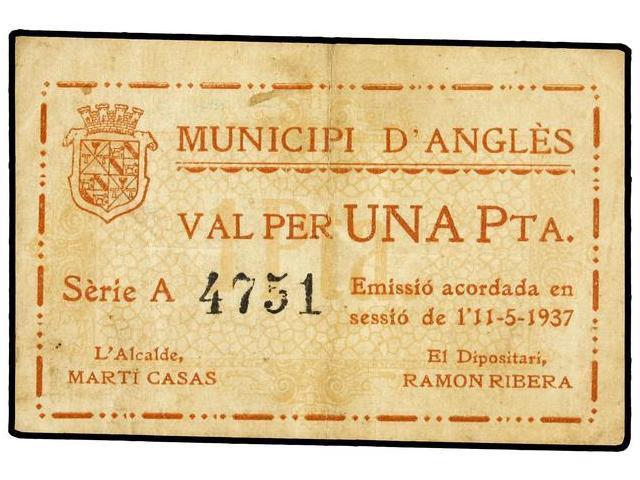 MUNICIPI D'ANGLÈS
VAL PER UNA PTA.
Sèrie A 4751
Emissió acordada en
sessió de l'11-5-1937
L'Alcalde,
MARTÍ CASAS
El Dipositari,
RAMON RIBERA